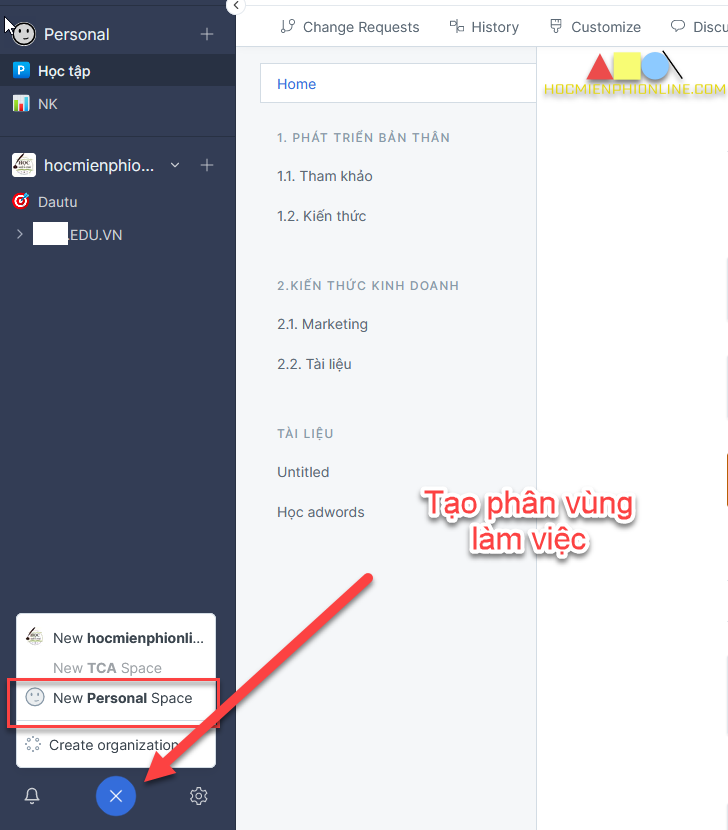 Personal
Học tập
NK
hocmienphio...
Dautu
.EDU.VN
New hocmienphionli...
New TCA Space
New Personal Space
Create organization
Change Requests
History
Customize
Discu
Home
1. PHÁT TRIỂN BẢN THÂN
1.1. Tham khảo
1.2. Kiến thức
2.KIẾN THỨC KINH DOANH
2.1. Marketing
2.2. Tài liệu
TÀI LIỆU
Untitled
Học adwords
HOCMIENPHIONLINE.COM
Tạo phân vùng
làm việc